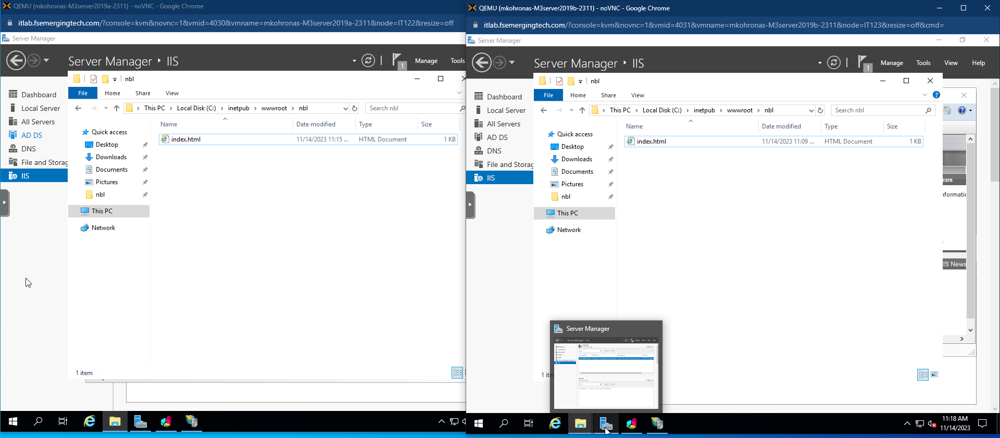 QEMU (mkohronas-M3server2019a-2311) - noVNC - Google Chrome
itlab.fsemergingtech.com/?console=kvm&novnc=1&vmid=4030&vmname=mkohronas-M3server2019a-2311&node=IT122&resize=off
Server Manager
Server Manager IIS
1
Manage
Tools
nbl
File
Home
Share
View
This PC
Local Disk (C:)
inetpub
wwwroot
nbl
Search nbl
Dashboard
Local Server
All Servers
AD DS
DNS
File and Storag
IIS
Quick access
Desktop
Downloads
Documents
Pictures
nbl
This PC
Network
Name
Date modified
Type
Size
index.html
11/14/2023 11:15 ...
HTML Document
1 KB
1 item
QEMU (mkohronas-M3server2019b-2311) - noVNC - Google Chrome
itlab.fsemergingtech.com/?console=kvm&novnc=1&vmid=4031&vmname=mkohronas-M3server2019b-2311&node=IT123&resize=off&cmd=
Server Manager
Server Manager IIS
1
Manage
Tools
View
Help
nbl
File
Home
Share
View
This PC
Local Disk (C:)
inetpub
wwwroot
nbl
Search nbl
Dashboard
Local Server
All Servers
AD DS
DNS
File and Storag
IIS
Quick access
Desktop
Downloads
Documents
Pictures
nbl
This PC
Network
Name
Date modified
Type
Size
index.html
11/14/2023 11:09 ...
HTML Document
1 KB
ces
nformatic
IS News
1 ite
Server Manager
11:18 AM
11/14/2023